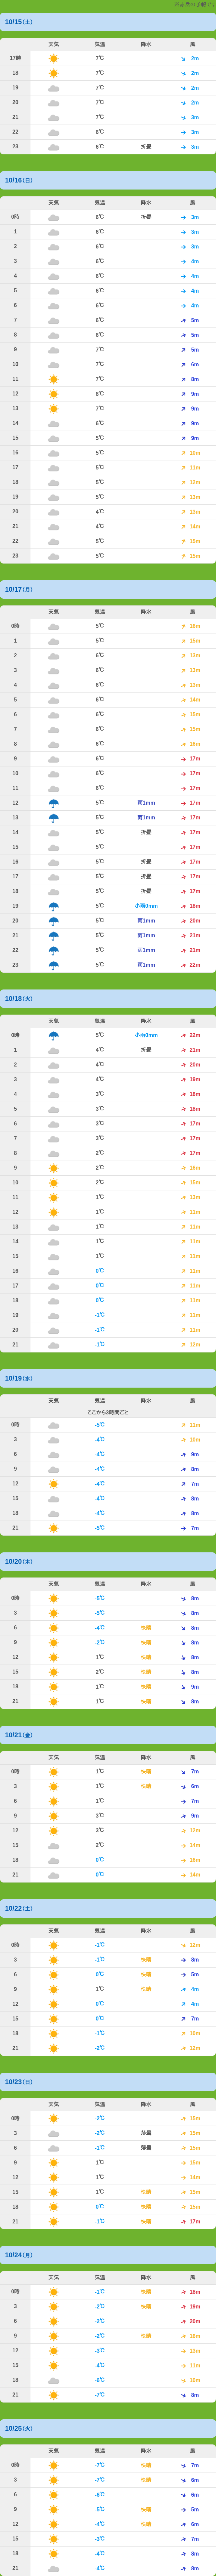 10/15(土)
天気 気温 降水 風
17時 7℃ 2m
18 7℃ 2m
19 7℃ 2m
20 7℃ 2m
21 7℃ 3m
22 6℃ 3m
23 6℃ 折曇 3m
10/16(日)
天気 気温 降水 風
0時 6℃ 折曇 3m
1 6℃ 3m
2 6℃ 3m
3 6℃ 4m
4 6℃ 4m
5 6℃ 4m
6 6℃ 4m
7 6℃ 5m
8 6℃ 5m
9 7℃ 5m
10 7℃ 6m
11 7℃ 8m
12 8℃ 9m
13 7℃ 9m
14 6℃ 9m
15 5℃ 9m
16 5℃ 10m
17 5℃ 11m
18 5℃ 12m
19 5℃ 13m
20 4℃ 13m
21 4℃ 14m
22 5℃ 15m
23 5℃ 15m
10/17(月)
天気 気温 降水 風
0時 5℃ 16m
1 5℃ 15m
2 6℃ 13m
3 6℃ 13m
4 6℃ 13m
5 6℃ 14m
6 6℃ 15m
7 6℃ 15m
8 6℃ 16m
9 6℃ 17m
10 6℃ 17m
11 6℃ 17m
12 5℃ 雨1mm 17m
13 5℃ 雨1mm 17m
14 5℃ 折曇 17m
15 5℃ 17m
16 5℃ 折曇 17m
17 5℃ 折曇 17m
18 5℃ 折曇 17m
19 5℃ 小雨0mm 18m
20 5℃ 雨1mm 20m
21 5℃ 雨1mm 21m
22 5℃ 雨1mm 21m
23 5℃ 雨1mm 22m
10/18(火)
天気 気温 降水 風
0時 5℃ 小雨0mm 22m
1 4℃ 折曇 21m
2 4℃ 20m
3 4℃ 19m
4 3℃ 18m
5 3℃ 18m
6 3℃ 17m
7 3℃ 17m
8 2℃ 17m
9 2℃ 16m
10 2℃ 15m
11 1℃ 13m
12 1℃ 11m
13 1℃ 11m
14 1℃ 11m
15 1℃ 11m
16 0℃ 11m
17 0℃ 11m
18 0℃ 11m
19 -1℃ 11m
20 -1℃ 11m
21 -1℃ 12m
10/19(水)
天気 気温 降水 風
ここから3時間ごと
0時 -5℃ 11m
3 -4℃ 10m
6 -4℃ 9m
9 -4℃ 8m
12 -4℃ 7m
15 -4℃ 8m
18 -4℃ 8m
21 -5℃ 7m
10/20(木)
天気 気温 降水 風
0時 -5℃ 8m
3 -5℃ 8m
6 -4℃ 快晴 8m
9 -2℃ 快晴 8m
12 1℃ 快晴 8m
15 2℃ 快晴 8m
18 1℃ 快晴 9m
21 1℃ 快晴 8m
10/21(金)
天気 気温 降水 風
0時 1℃ 快晴 7m
3 1℃ 快晴 6m
6 1℃ 7m
9 3℃ 9m
12 3℃ 12m
15 2℃ 14m
18 0℃ 16m
21 0℃ 14m
10/22(土)
天気 気温 降水 風
0時 -1℃ 12m
3 -1℃ 快晴 8m
6 0℃ 快晴 5m
9 1℃ 快晴 4m
12 0℃ 4m
15 0℃ 7m
18 -1℃ 10m
21 -2℃ 12m
10/23(日)
天気 気温 降水 風
0時 -2℃ 15m
3 -2℃ 薄曇 15m
6 -1℃ 薄曇 15m
9 1℃ 15m
12 1℃ 14m
15 1℃ 快晴 15m
18 0℃ 快晴 15m
21 -1℃ 快晴 17m
10/24(月)
天気 気温 降水 風
0時 -1℃ 快晴 18m
3 -2℃ 快晴 19m
6 -2℃ 20m
9 -2℃ 快晴 16m
12 -3℃ 13m
15 -4℃ 11m
18 -6℃ 10m
21 -7℃ 8m
10/25(火)
天気 気温 降水 風
0時 -7℃ 快晴 7m
3 -7℃ 快晴 6m
6 -6℃ 6m
9 -5℃ 快晴 5m
12 -4℃ 快晴 6m
15 -3℃ 7m
18 -4℃ 8m
21 -4℃ 8m